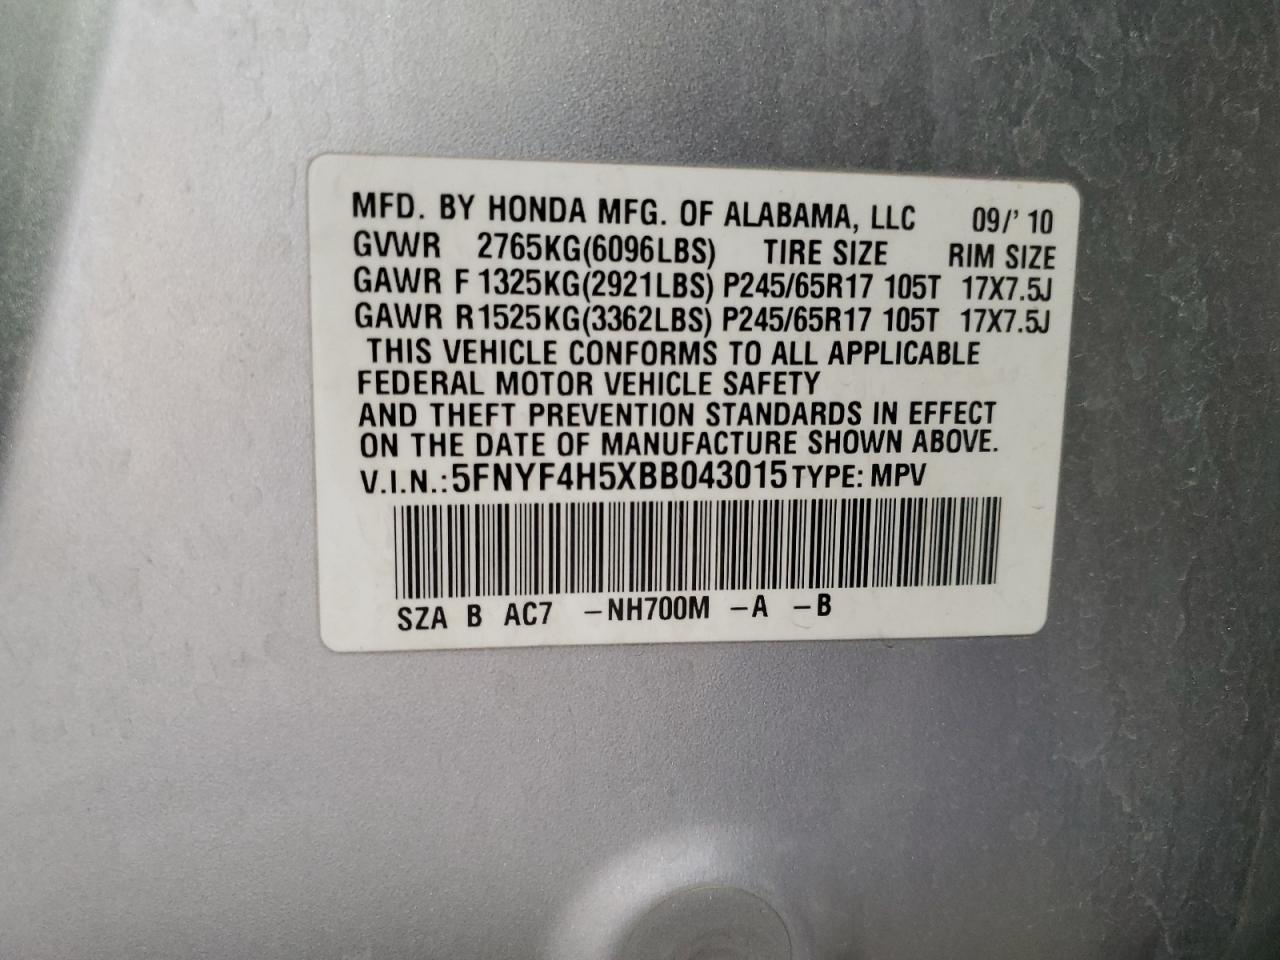 MFD. BY HONDA MFG. OF ALABAMA, LLC 09/' 10
GVWR 2765KG(6096LBS) TIRE SIZE RIM SIZE
GAWR F 1325KG(2921LBS) P245/65R17 105T 17X7.5J
GAWR R1525KG(3362LBS) P245/65R17 105T 17X7.5J
THIS VEHICLE CONFORMS TO ALL APPLICABLE
FEDERAL MOTOR VEHICLE SAFETY
AND THEFT PREVENTION STANDARDS IN EFFECT
ON THE DATE OF MANUFACTURE SHOWN ABOVE.
V.I.N.: 5FNYF4H5XBB043015 TYPE: MPV
SZA B AC7 –NH700M –A –B